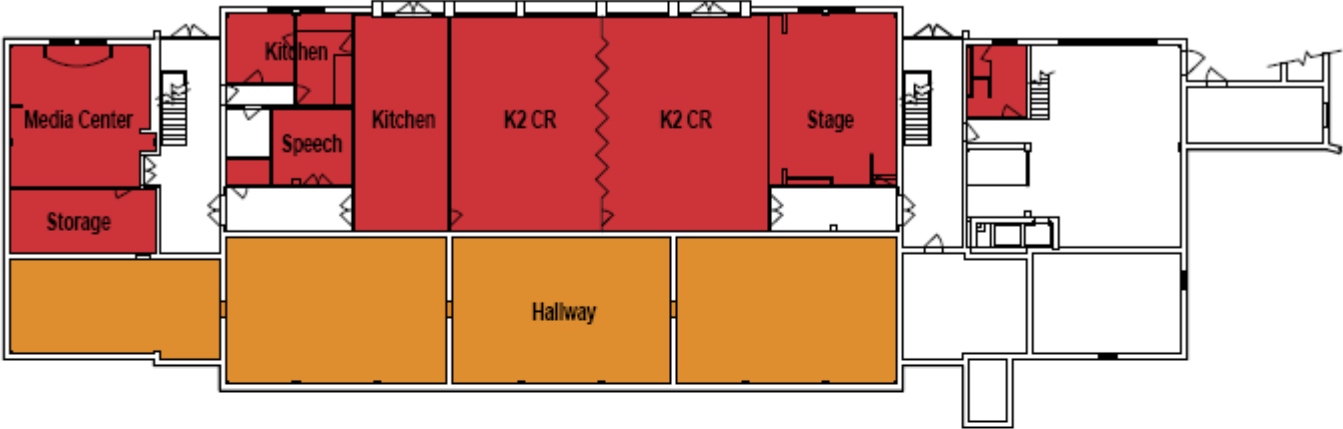 Kitchen
Media Center
Kitchen
K2 CR
K2 CR
Stage
Speech
Storage
Hallway